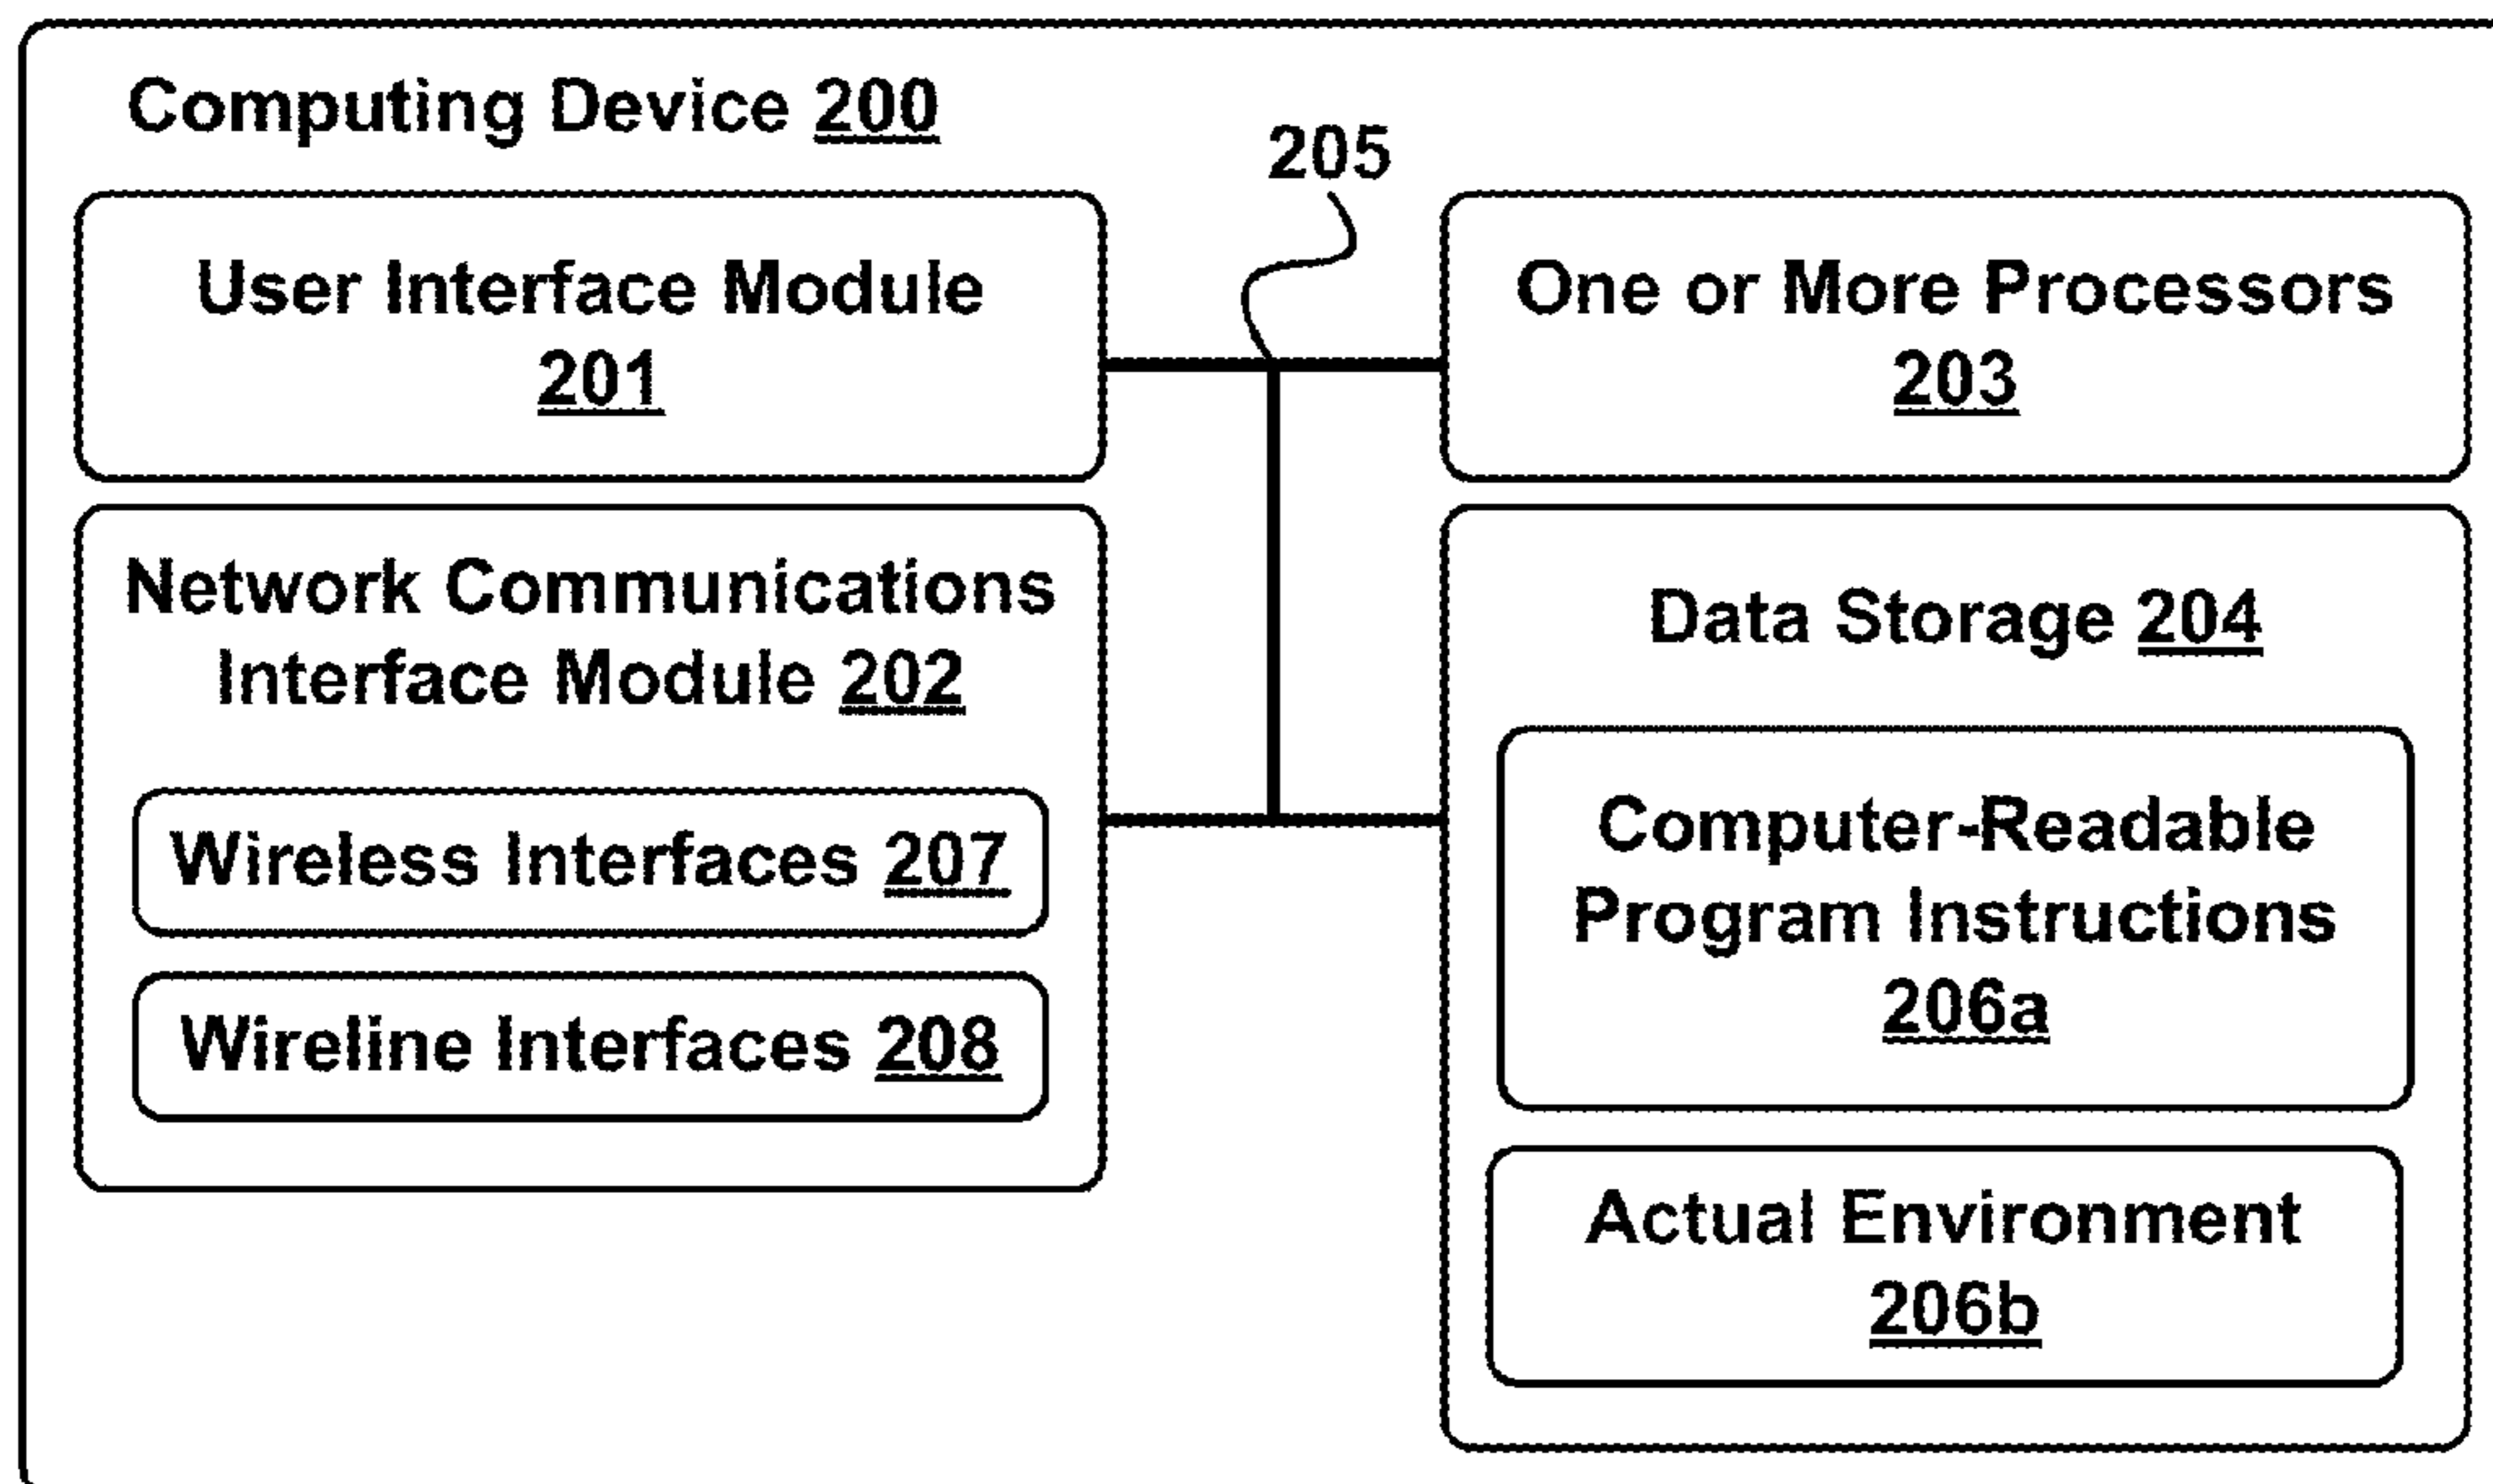 Computing Device 200
205
User Interface Module
201
One or More Processors
203
Network Communications
Interface Module 202
Wireless Interfaces 207
Wireline Interfaces 208
Data Storage 204
Computer-Readable
Program Instructions
206a
Actual Environment
206b